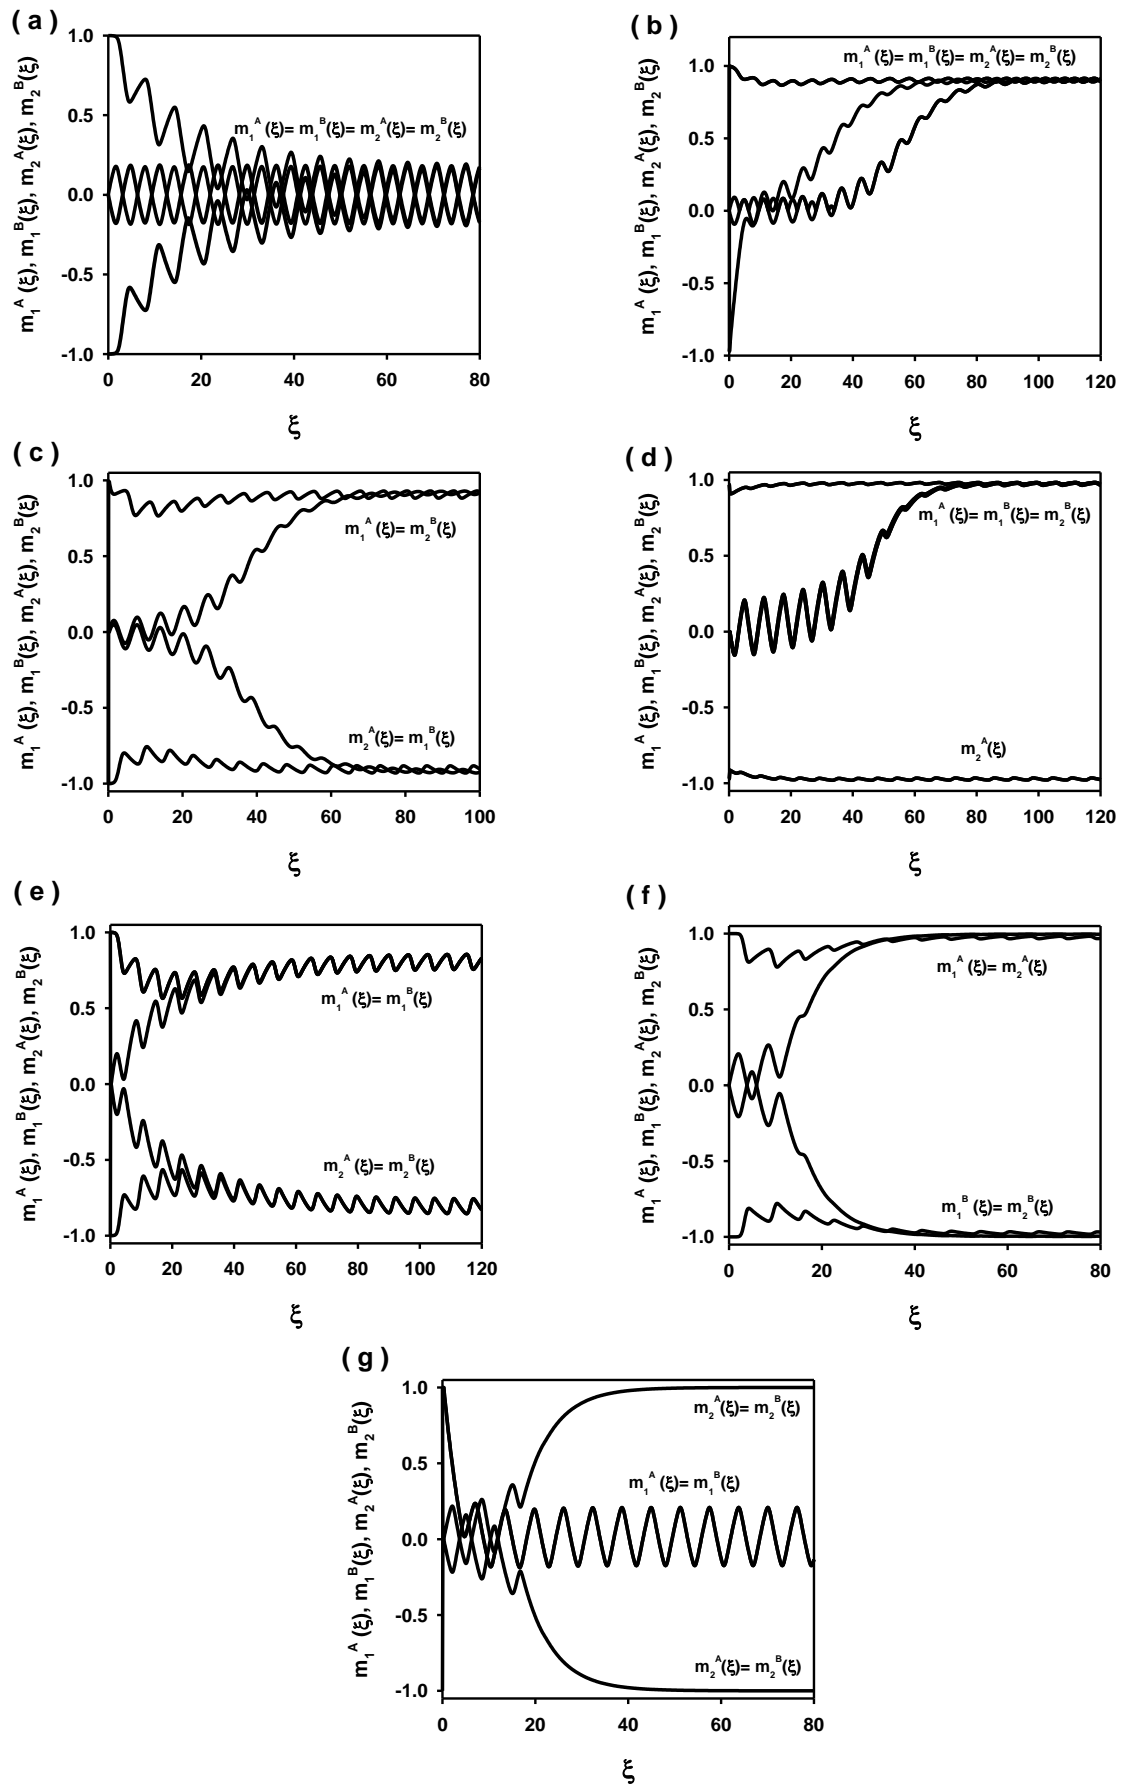 ( a )
1.0
0.5
0.0
-0.5
-1.0
m₁ᴬ(ξ), m₁ᴮ(ξ), m₂ᴬ(ξ), m₂ᴮ(ξ)
m₁ᴬ(ξ)= m₁ᴮ(ξ)= m₂ᴬ(ξ)= m₂ᴮ(ξ)
0 20 40 60 80
ξ
( b )
1.0
0.5
0.0
-0.5
-1.0
m₁ᴬ(ξ), m₁ᴮ(ξ), m₂ᴬ(ξ), m₂ᴮ(ξ)
m₁ᴬ(ξ)= m₁ᴮ(ξ)= m₂ᴬ(ξ)= m₂ᴮ(ξ)
0 20 40 60 80 100 120
ξ
( c )
1.0
0.5
0.0
-0.5
-1.0
m₁ᴬ(ξ), m₁ᴮ(ξ), m₂ᴬ(ξ), m₂ᴮ(ξ)
m₁ᴬ(ξ)= m₂ᴮ(ξ)
m₂ᴬ(ξ)= m₁ᴮ(ξ)
0 20 40 60 80 100
ξ
( d )
1.0
0.5
0.0
-0.5
-1.0
m₁ᴬ(ξ), m₁ᴮ(ξ), m₂ᴬ(ξ), m₂ᴮ(ξ)
m₁ᴬ(ξ)= m₁ᴮ(ξ)= m₂ᴮ(ξ)
m₂ᴬ(ξ)
0 20 40 60 80 100 120
ξ
( e )
1.0
0.5
0.0
-0.5
-1.0
m₁ᴬ(ξ), m₁ᴮ(ξ), m₂ᴬ(ξ), m₂ᴮ(ξ)
m₁ᴬ(ξ)= m₁ᴮ(ξ)
m₂ᴬ(ξ)= m₂ᴮ(ξ)
0 20 40 60 80 100 120
ξ
( f )
1.0
0.5
0.0
-0.5
-1.0
m₁ᴬ(ξ), m₁ᴮ(ξ), m₂ᴬ(ξ), m₂ᴮ(ξ)
m₁ᴬ(ξ)= m₂ᴬ(ξ)
m₁ᴮ(ξ)= m₂ᴮ(ξ)
0 20 40 60 80
ξ
( g )
1.0
0.5
0.0
-0.5
-1.0
m₁ᴬ(ξ), m₁ᴮ(ξ), m₂ᴬ(ξ), m₂ᴮ(ξ)
m₂ᴬ(ξ)= m₂ᴮ(ξ)
m₁ᴬ(ξ)= m₁ᴮ(ξ)
m₂ᴬ(ξ)= m₂ᴮ(ξ)
0 20 40 60 80
ξ